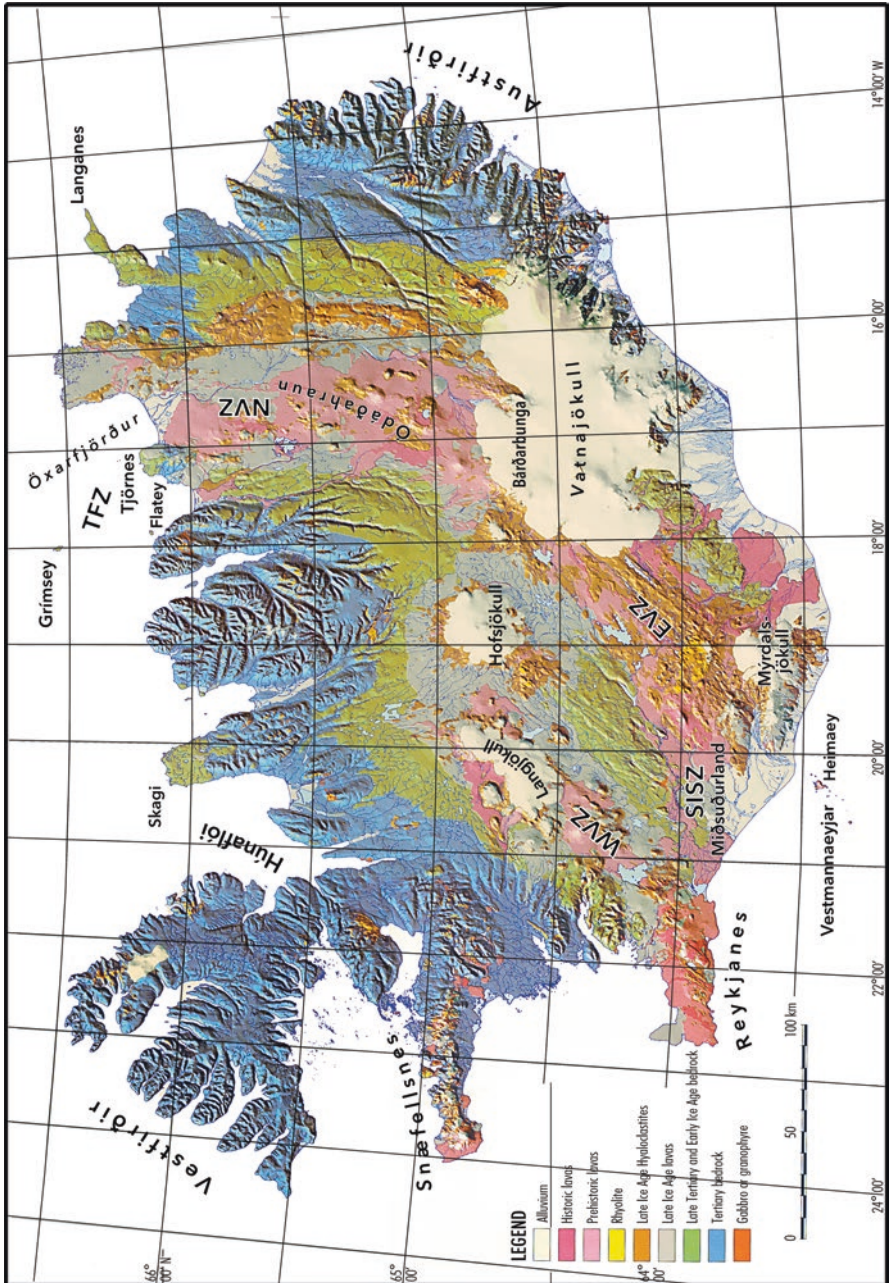 Grímsey
TFZ
Öxarfjörður
Langanes
Tjörnes
Flatey
Skagi
Húnaflói
Vestfirðir
NVZ
Ódáðahraun
Austfirðir
Snæfellsnes
Hofsjökull
Langjökull
Bárðarbunga
Vatnajökull
WVZ
EVZ
SISZ
Miðsuðurland
Mýrdals-
jökull
Reykjanes
Vestmannaeyjar
Heimaey
66°
00' N
65°
00'
64°
00'
24°00'
22°00'
20°00'
18°00'
16°00'
14°00' W
LEGEND
Alluvium
Historic lavas
Prehistoric lavas
Rhyolite
Late Ice Age Hyaloclastites
Late Ice Age lavas
Late Tertiary and Early Ice Age bedrock
Tertiary bedrock
Gabbro or granophyre
0 50 100 km